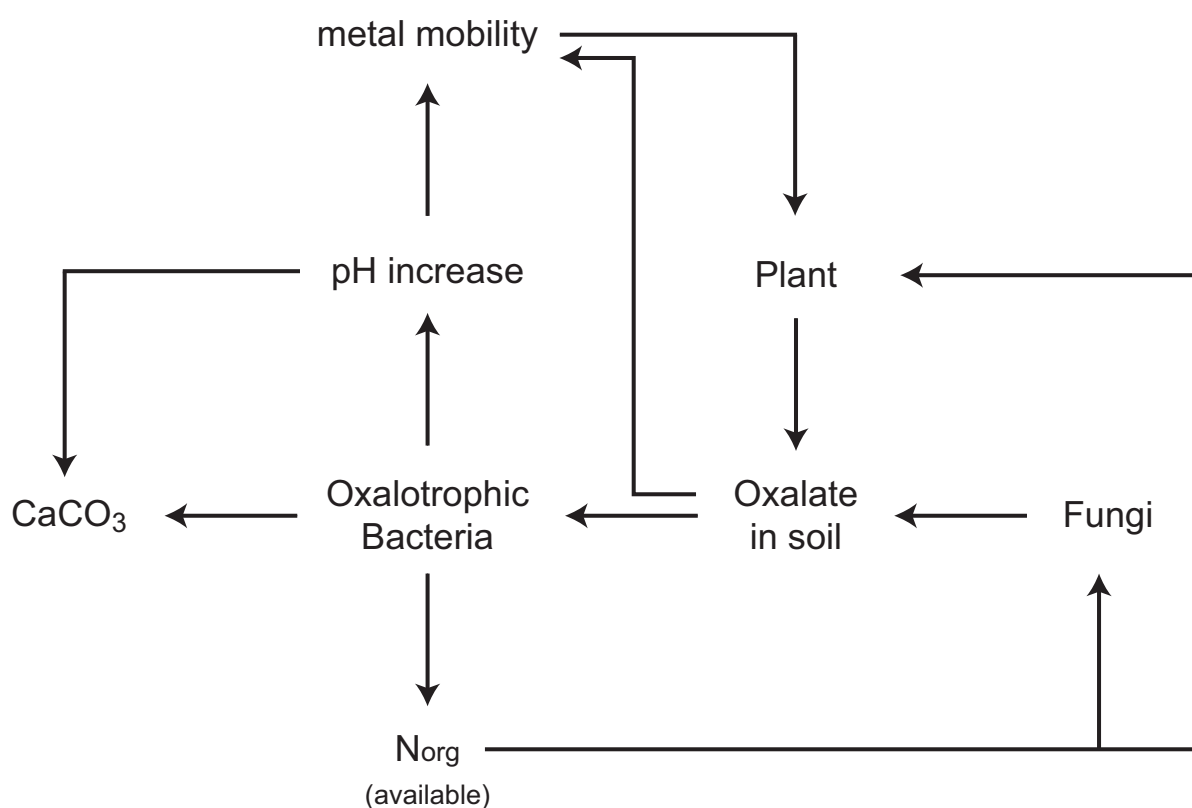 metal mobility
pH increase
Plant
CaCO₃
Oxalotrophic
Bacteria
Oxalate
in soil
Fungi
Norg
(available)